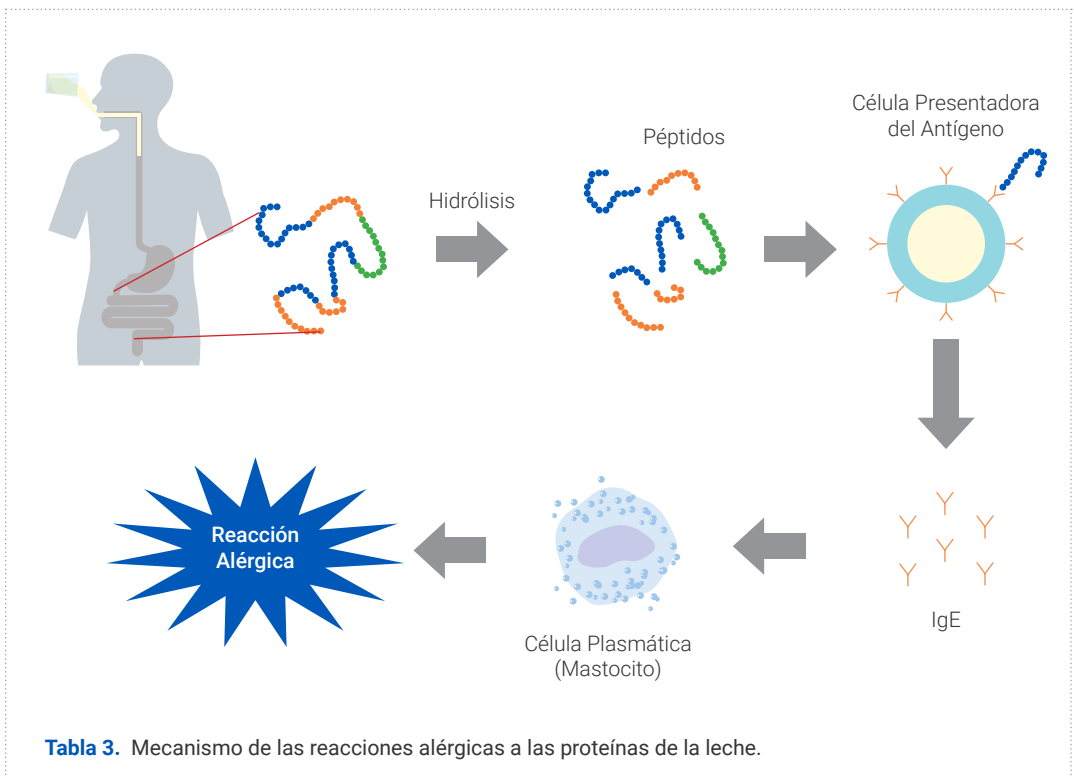 Hidrólisis
Péptidos
Célula Presentadora
del Antígeno
IgE
Célula Plasmática
(Mastocito)
Reacción
Alérgica
Tabla 3. Mecanismo de las reacciones alérgicas a las proteínas de la leche.